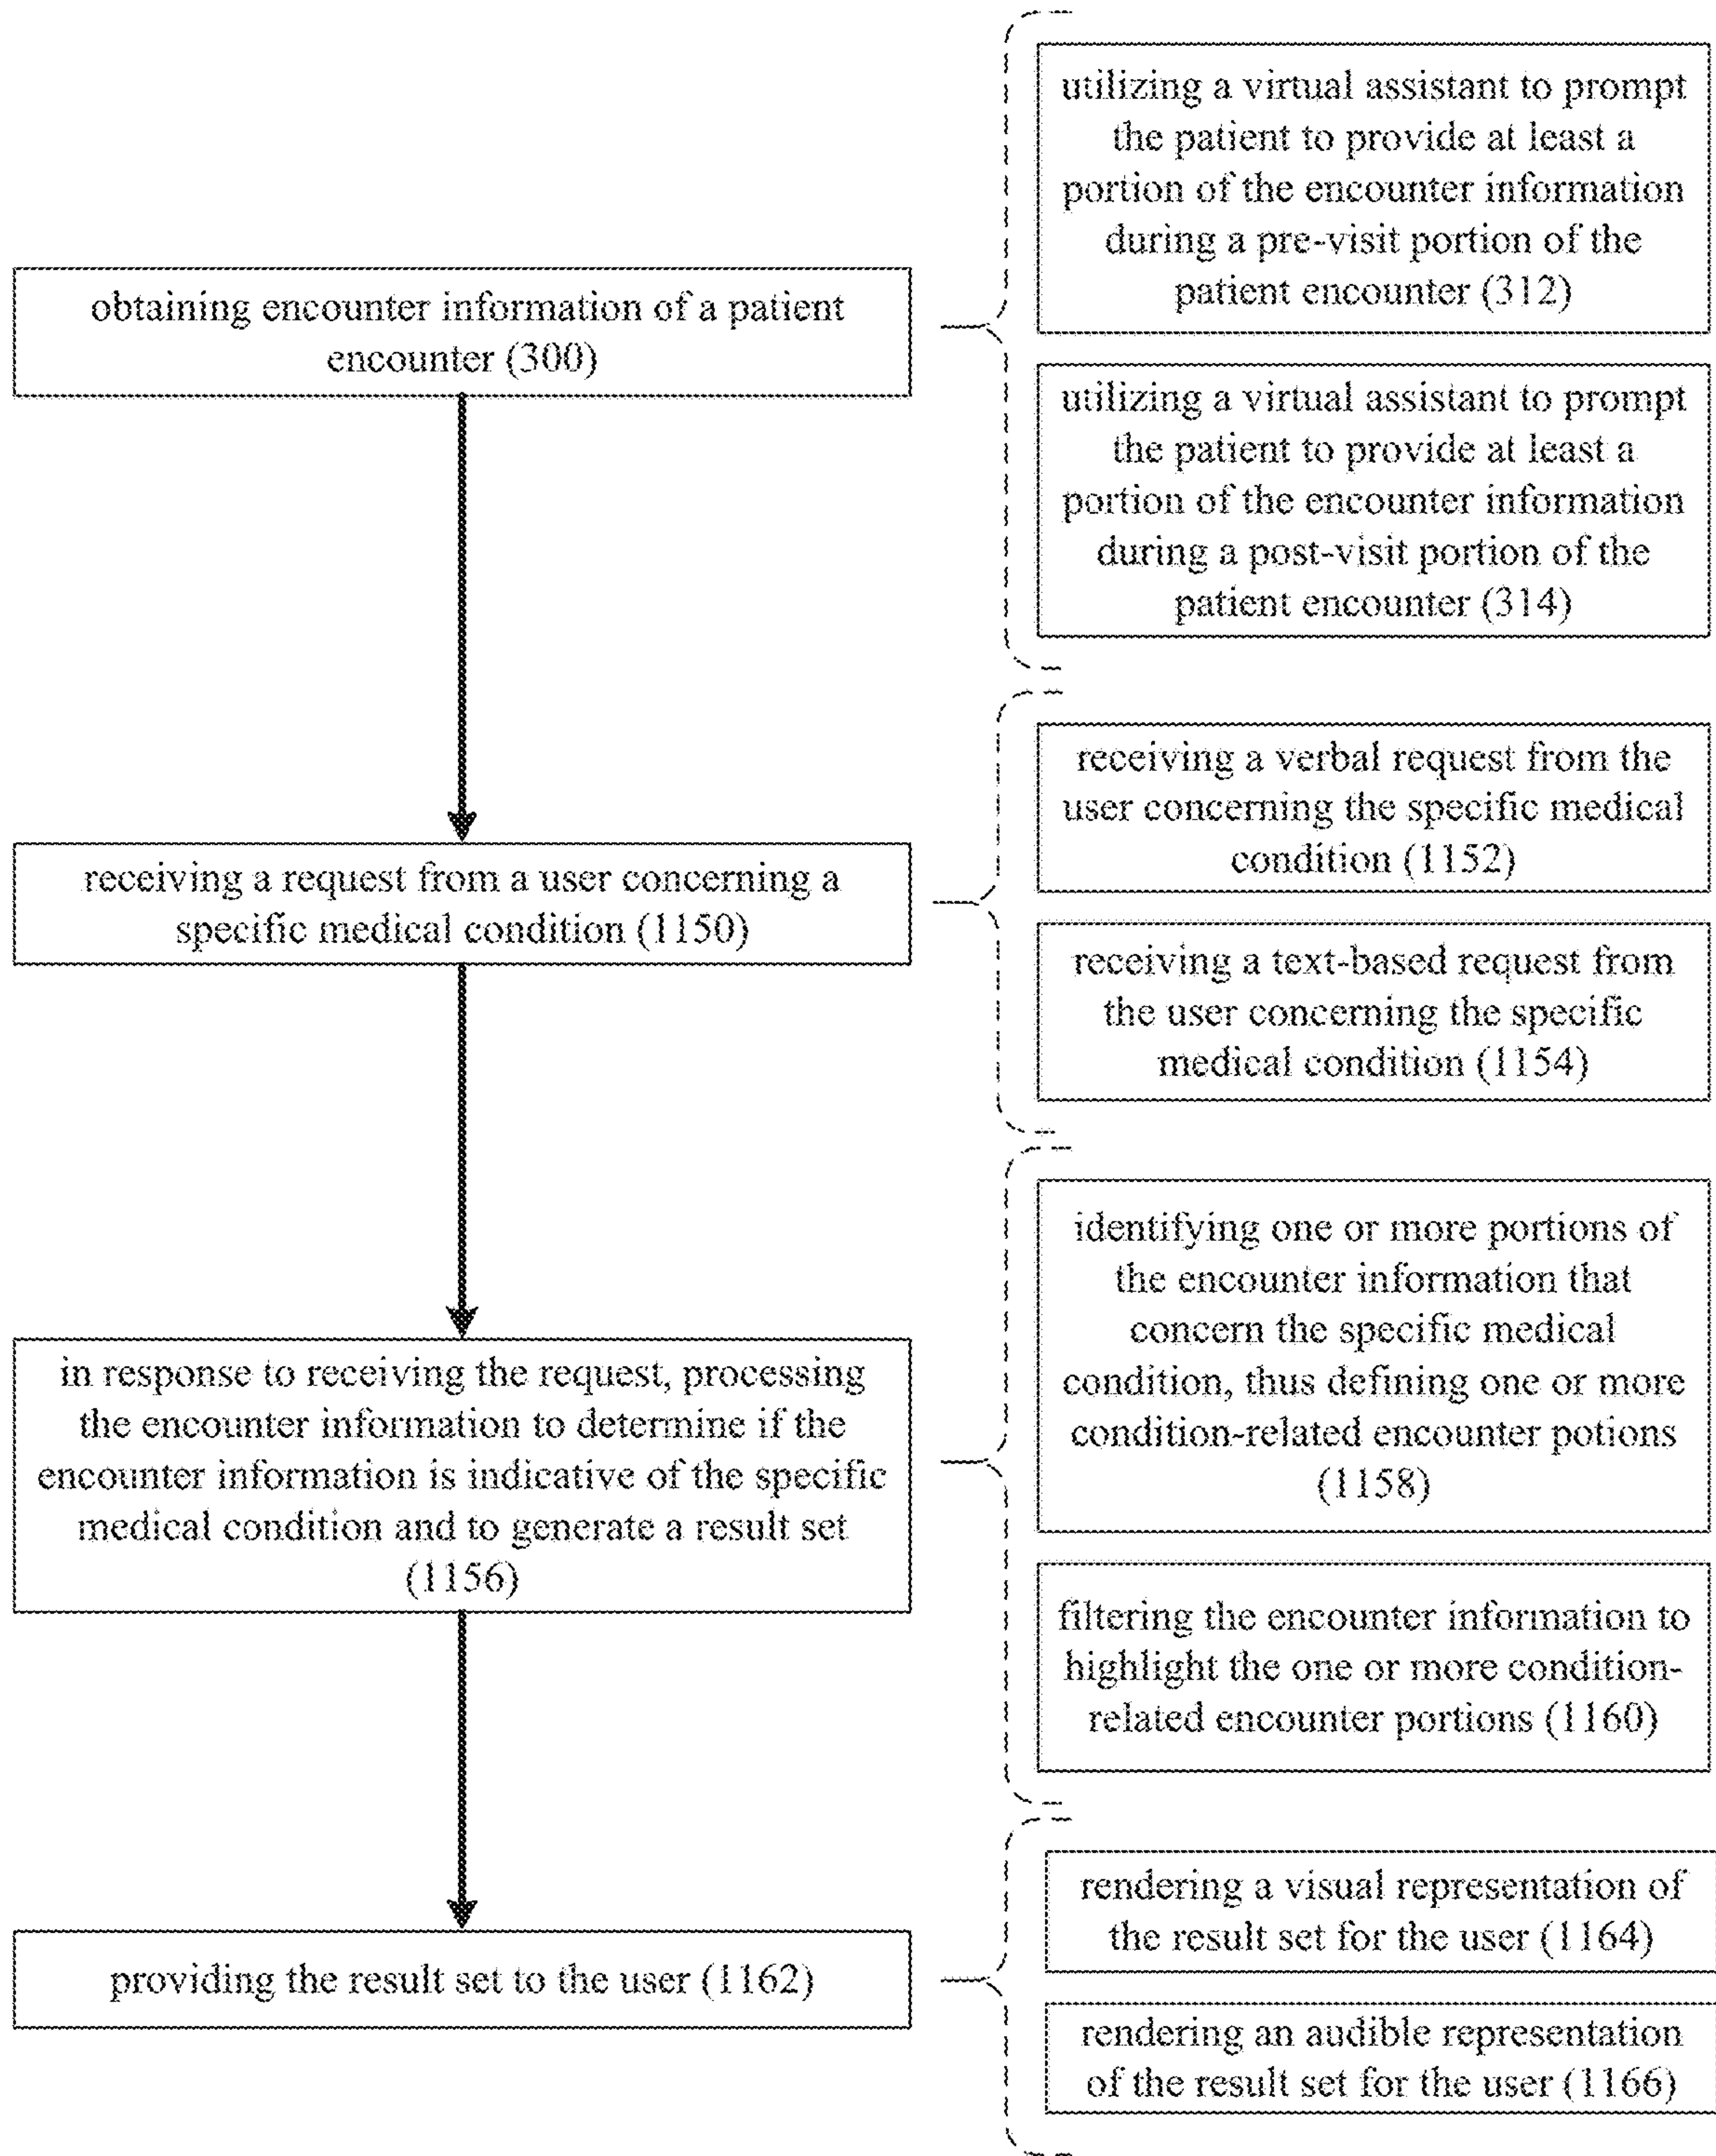 obtaining encounter information of a patient
encounter (300)
utilizing a virtual assistant to prompt
the patient to provide at least a
portion of the encounter information
during a pre-visit portion of the
patient encounter (312)
utilizing a virtual assistant to prompt
the patient to provide at least a
portion of the encounter information
during a post-visit portion of the
patient encounter (314)
receiving a request from a user concerning a
specific medical condition (1150)
receiving a verbal request from the
user concerning the specific medical
condition (1152)
receiving a text-based request from
the user concerning the specific
medical condition (1154)
in response to receiving the request, processing
the encounter information to determine if the
encounter information is indicative of the specific
medical condition and to generate a result set
(1156)
identifying one or more portions of
the encounter information that
concern the specific medical
condition, thus defining one or more
condition-related encounter potions
(1158)
filtering the encounter information to
highlight the one or more condition-
related encounter portions (1160)
providing the result set to the user (1162)
rendering a visual representation of
the result set for the user (1164)
rendering an audible representation
of the result set for the user (1166)